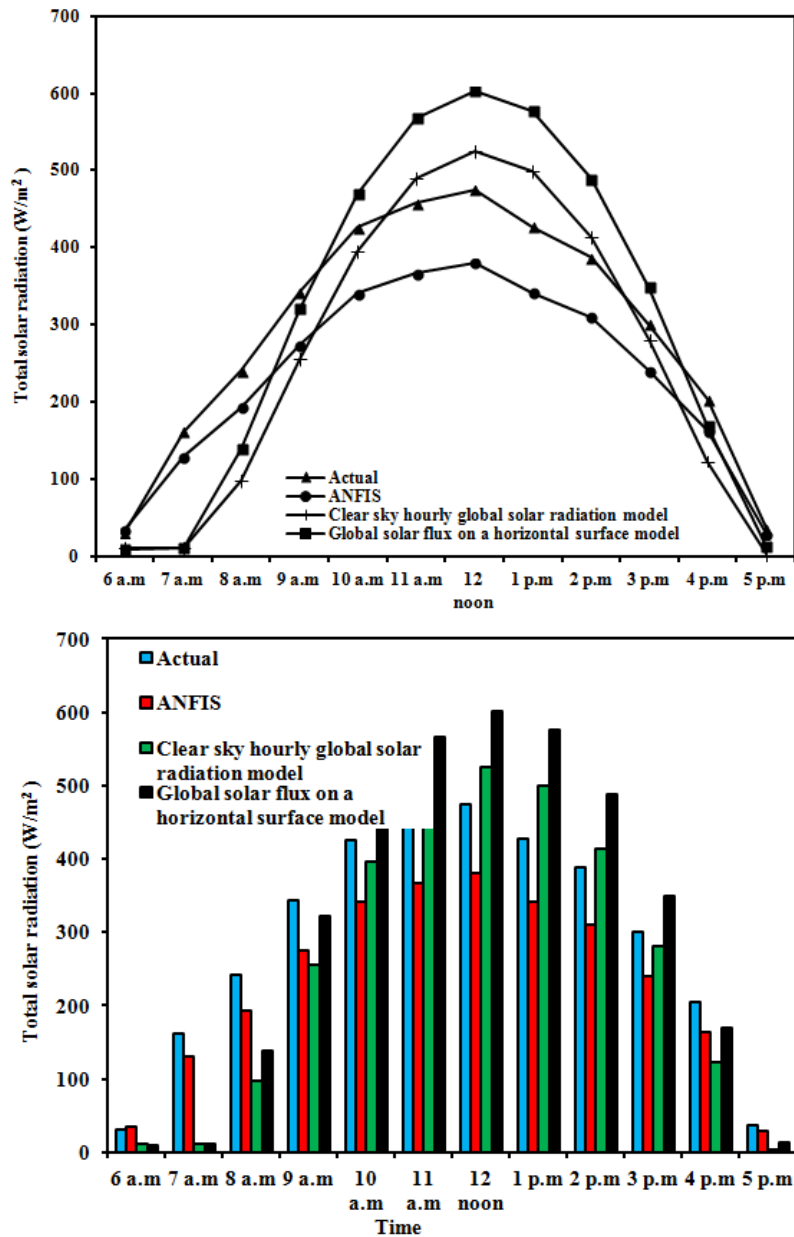 700
600
500
400
300
200
100
0
Total solar radiation (W/m²)
Actual
ANFIS
Clear sky hourly global solar radiation model
Global solar flux on a horizontal surface model
6 a.m 7 a.m 8 a.m 9 a.m 10 a.m 11 a.m 12 1 p.m 2 p.m 3 p.m 4 p.m 5 p.m
noon
700
600
500
400
300
200
100
0
Total solar radiation (W/m² )
Actual
ANFIS
Clear sky hourly global solar
radiation model
Global solar flux on a
horizontal surface model
6 a.m 7 a.m 8 a.m 9 a.m 10 11 12 1 p.m 2 p.m 3 p.m 4 p.m 5 p.m
a.m a.m noon
Time